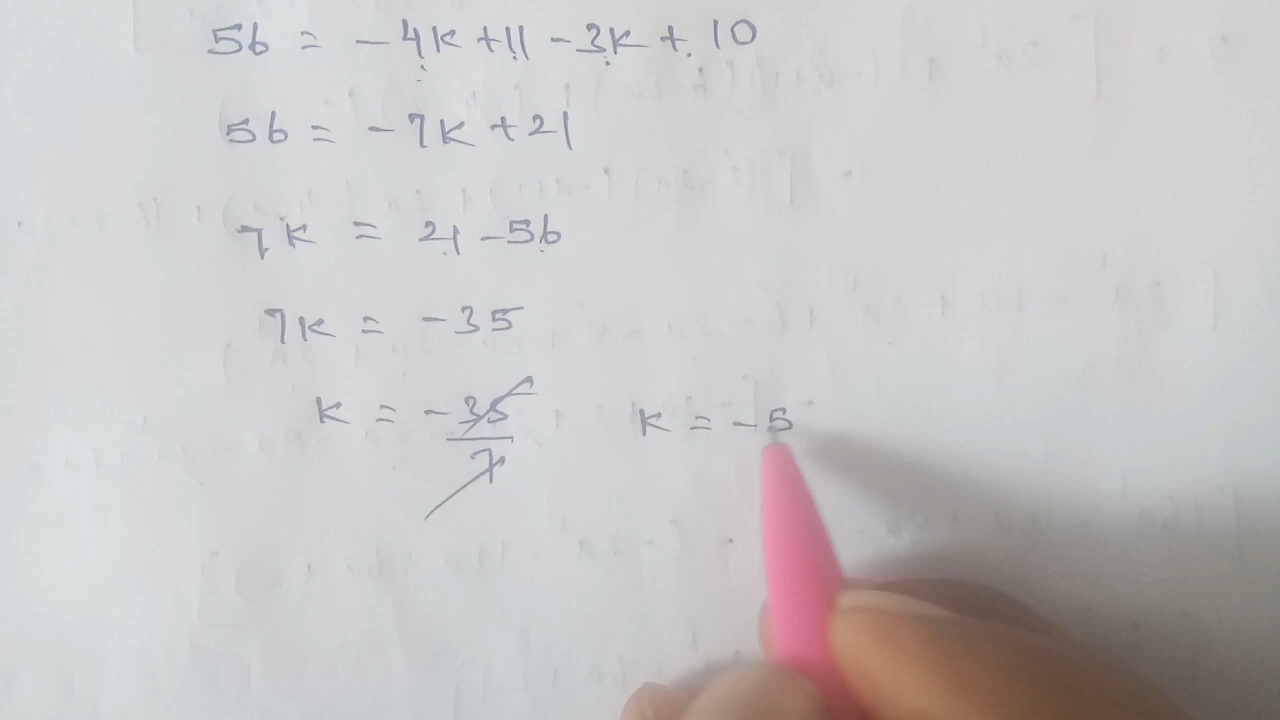 56 = -4K + 11 - 3K + 10
56 = -7K + 21
7K = 21 - 56
7K = -35
K = -35/7 K = -5